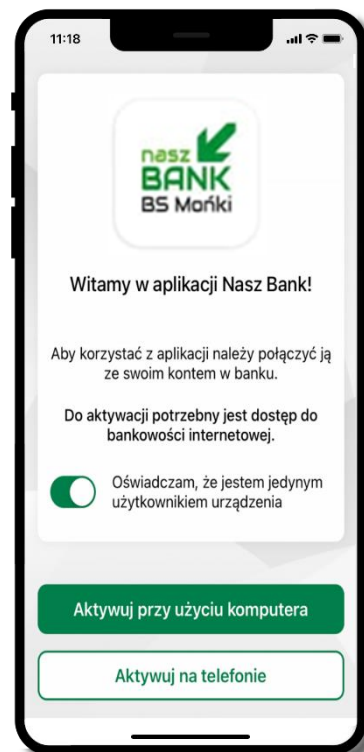 11:18
nasz
BANK
BS Mońki
Witamy w aplikacji Nasz Bank!
Aby korzystać z aplikacji należy połączyć ją
ze swoim kontem w banku.
Do aktywacji potrzebny jest dostęp do
bankowości internetowej.
Oświadczam, że jestem jedynym
użytkownikiem urządzenia
Aktywuj przy użyciu komputera
Aktywuj na telefonie